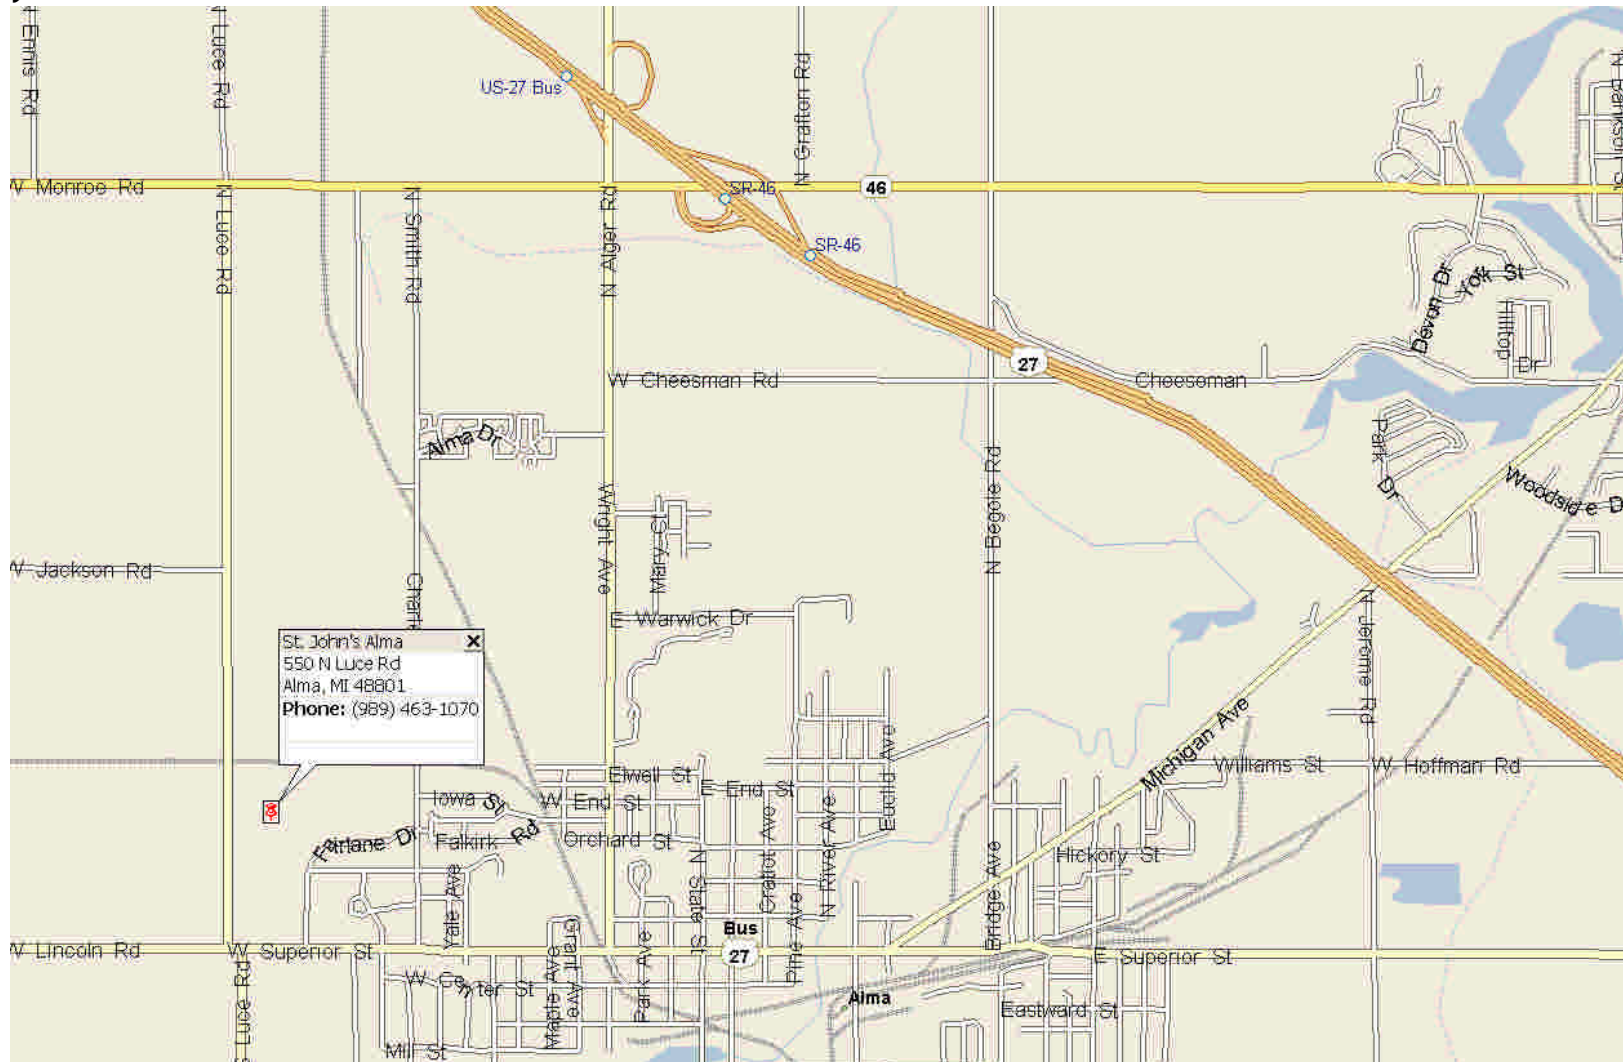 N Ennis Rd
N Luce Rd
US-27 Bus
N Grafton Rd
N Bankson St
W Monroe Rd
N Luce Rd
N Smith Rd
N Alger Rd
SR-46
46
SR-46
Devon Dr
York St
Hilltop
Dr
27
W Cheesman Rd
Cheeseman
Alma Dr
Park Dr
Woodside D
Wright Ave
Mary St
N Begole Rd
W Jackson Rd
Charl
E Warwick Dr
N Jerome Rd
St. John's Alma
550 N Luce Rd
Alma, MI 48801
Phone: (989) 463-1070
Michigan Ave
Williams St
W Hoffman Rd
Elwell St
E End St
Euclid Ave
Iowa St
W End St
Fairlane Dr
Falkirk Rd
Orchard St
Hickory St
Yale Ave
N State St
Gratiot Ave
N River Ave
Bridge Ave
Pine Ave
W Lincoln Rd
W Superior St
Bus
27
E Superior St
S Luce Rd
W Center St
Maple Ave
Grant Ave
Park Ave
Alma
Eastward St
Mill St